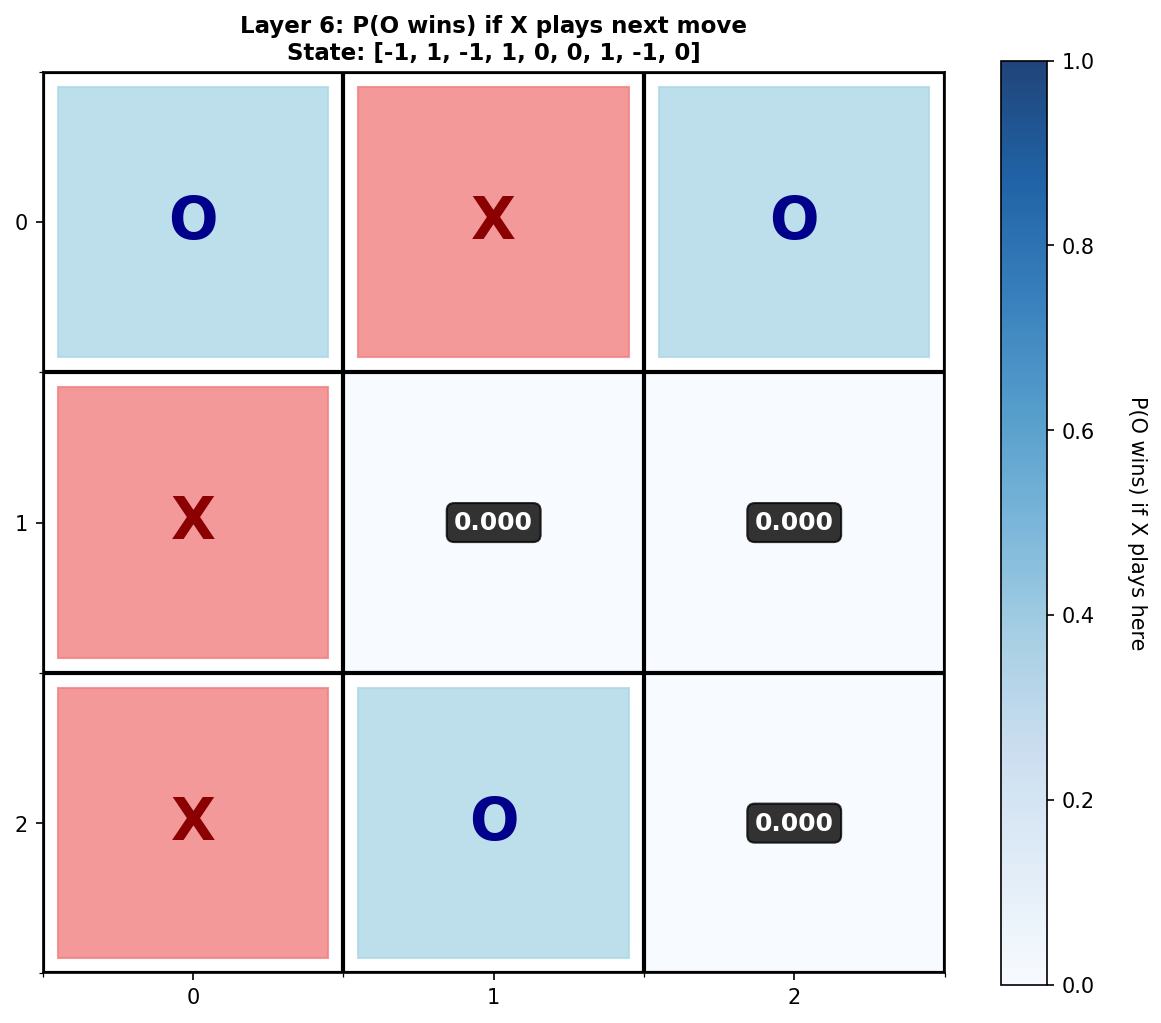 Layer 6: P(O wins) if X plays next move
State: [-1, 1, -1, 1, 0, 0, 1, -1, 0]
O X O
0
X 0.000 0.000
1
X O 0.000
2
0 1 2
1.0
0.8
0.6
0.4
0.2
0.0
P(O wins) if X plays here